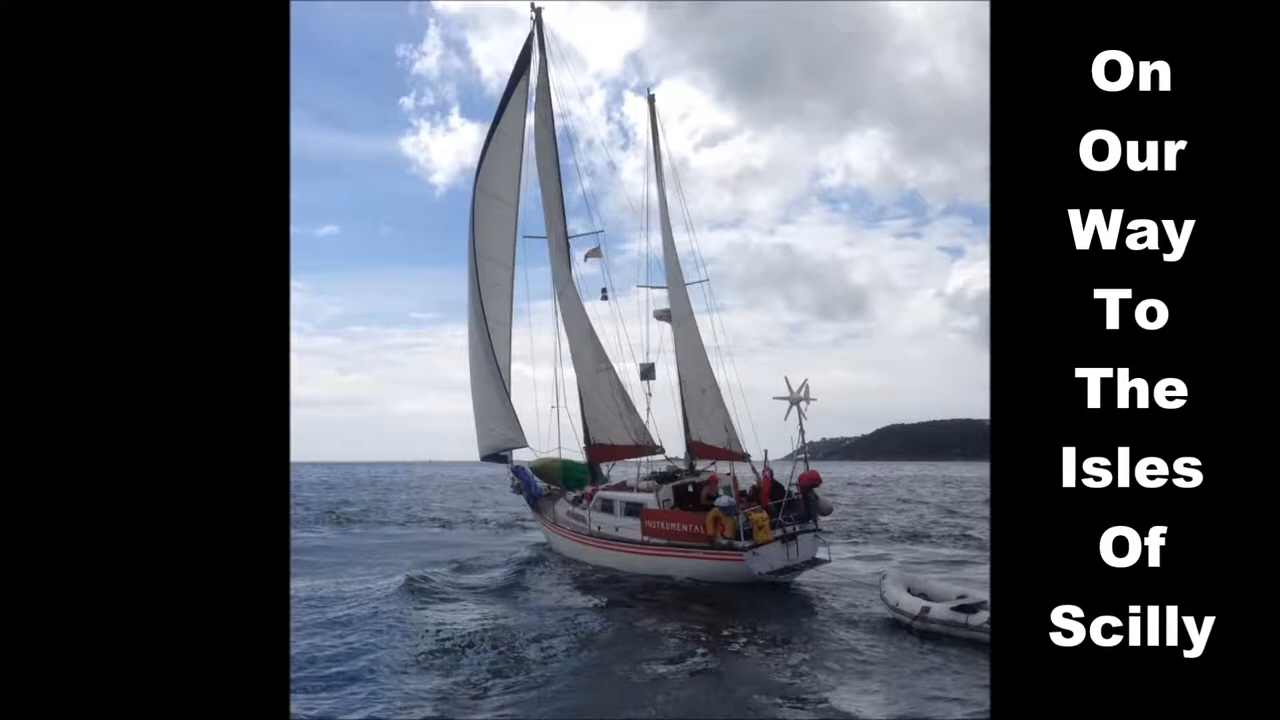 On
Our
Way
To
The
Isles
Of
Scilly
INSTRUMENTAL